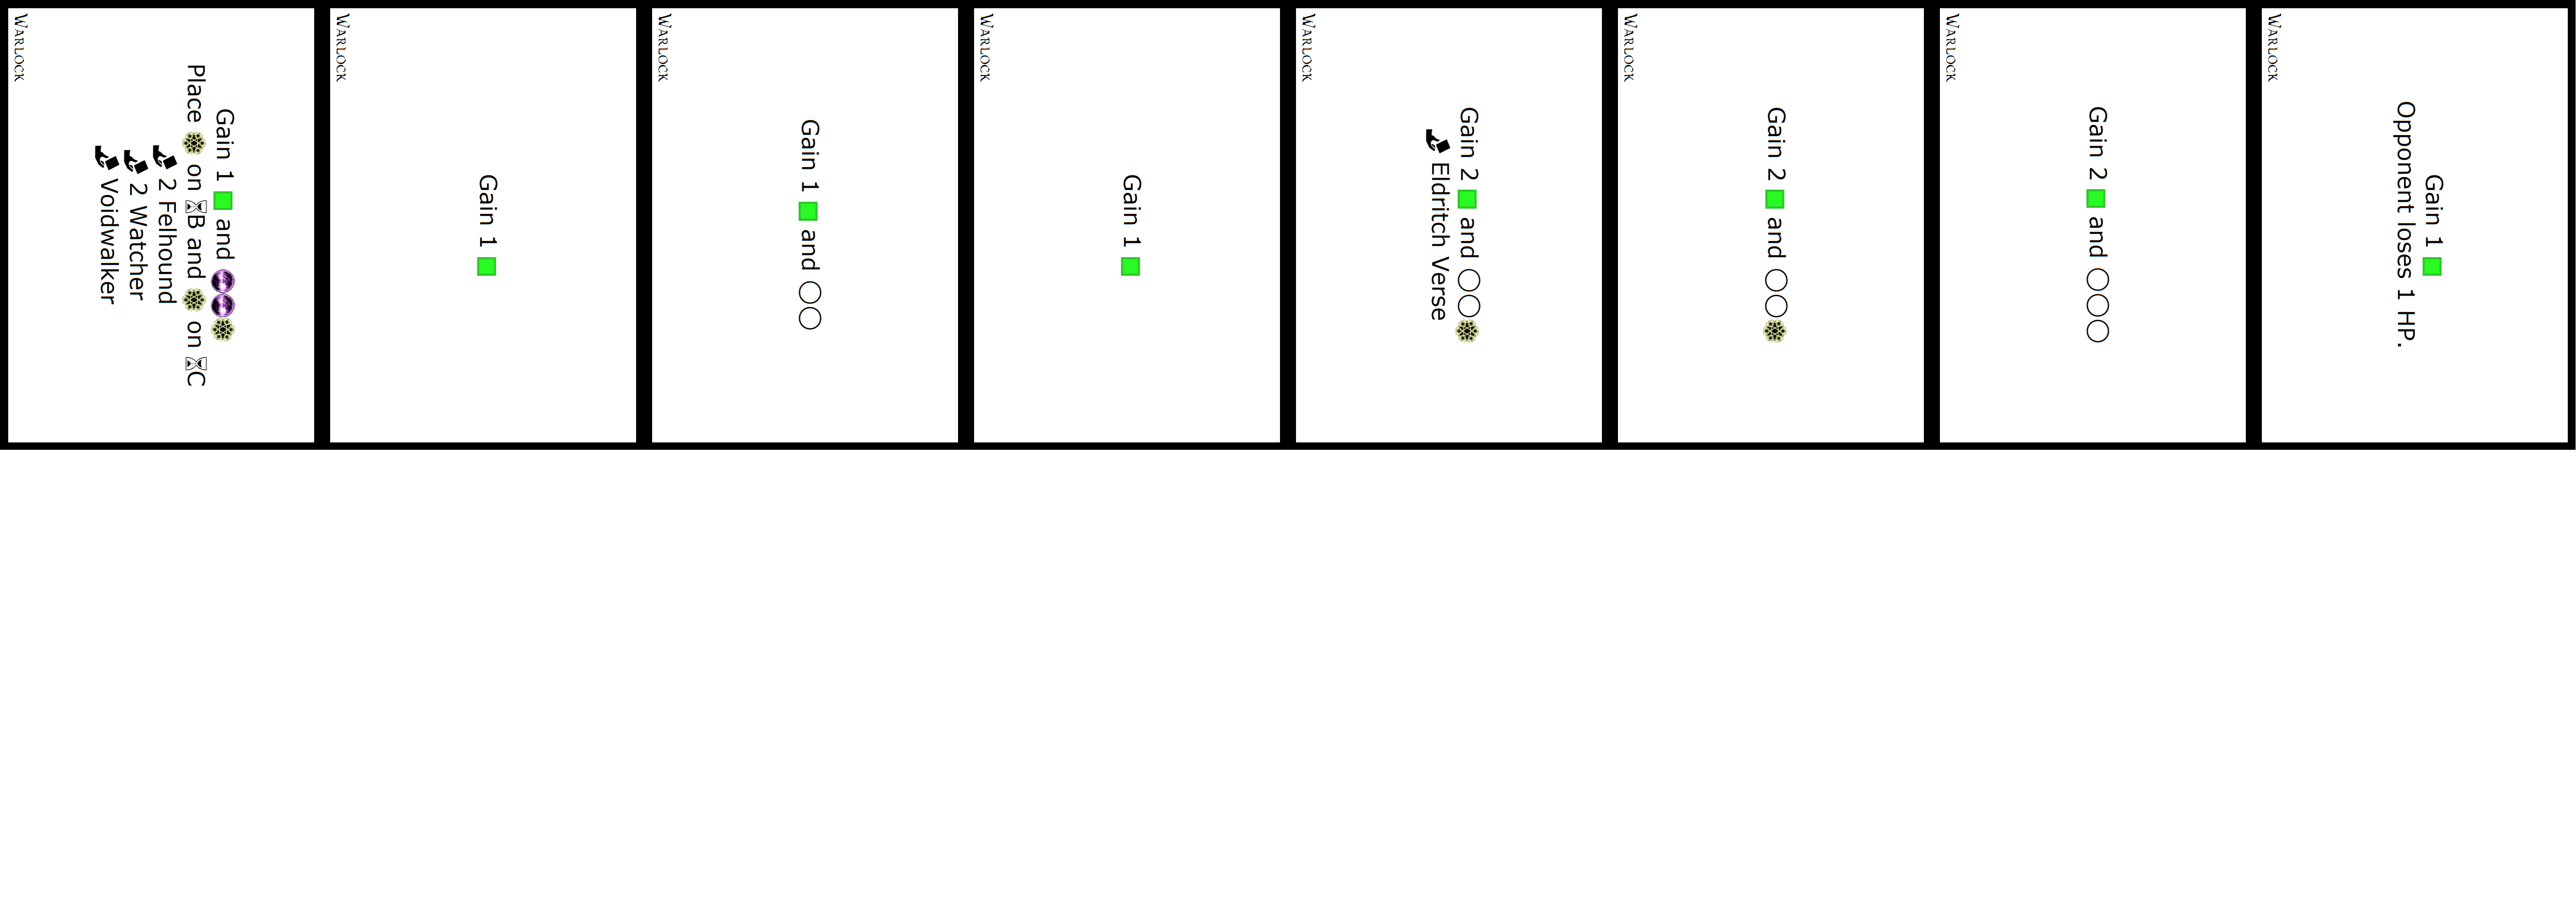 Warlock
Gain 1 and
Place on B and on C
2 Felhound
2 Watcher
Voidwalker
Warlock
Gain 1
Warlock
Gain 1 and
Warlock
Gain 1
Warlock
Gain 2 and
Eldritch Verse
Warlock
Gain 2 and
Warlock
Gain 2 and
Warlock
Gain 1
Opponent loses 1 HP.